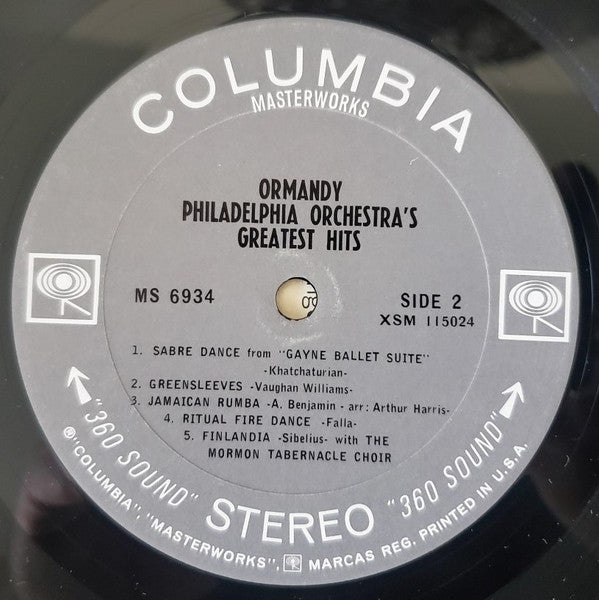 COLUMBIA
MASTERWORKS
ORMANDY
PHILADELPHIA ORCHESTRA'S
GREATEST HITS
MS 6934
SIDE 2
XSM 115024
1. SABRE DANCE from "GAYNE BALLET SUITE"
-Khatchaturian-
2. GREENSLEEVES -Vaughan Williams-
3. JAMAICAN RUMBA -A. Benjamin - arr: Arthur Harris-
4. RITUAL FIRE DANCE -Falla-
5. FINLANDIA -Sibelius- with THE
MORMON TABERNACLE CHOIR
"360 SOUND" STEREO "360 SOUND"
® "COLUMBIA", "MASTERWORKS", MARCAS REG. PRINTED IN U.S.A.